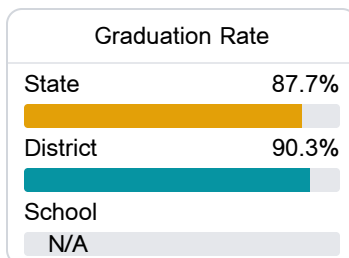 Graduation Rate
State 87.7%
District 90.3%
School
N/A